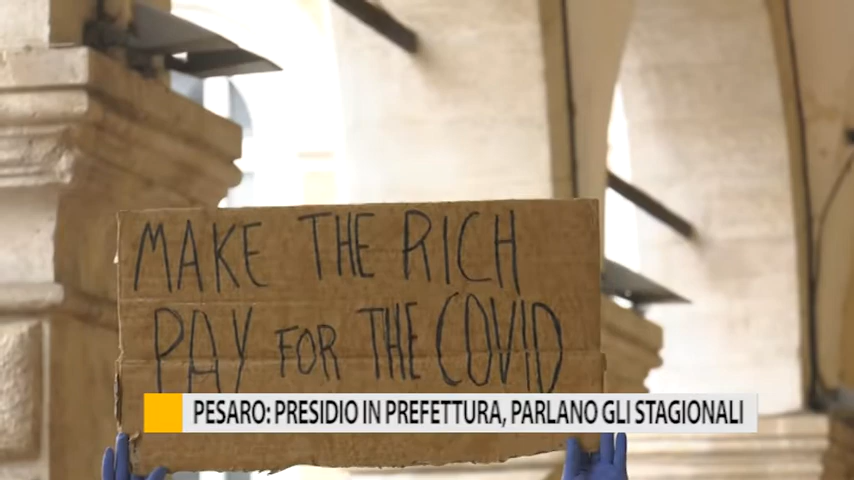 MAKE THE RICH
PAY FOR THE COVID
PESARO: PRESIDIO IN PREFETTURA, PARLANO GLI STAGIONALI